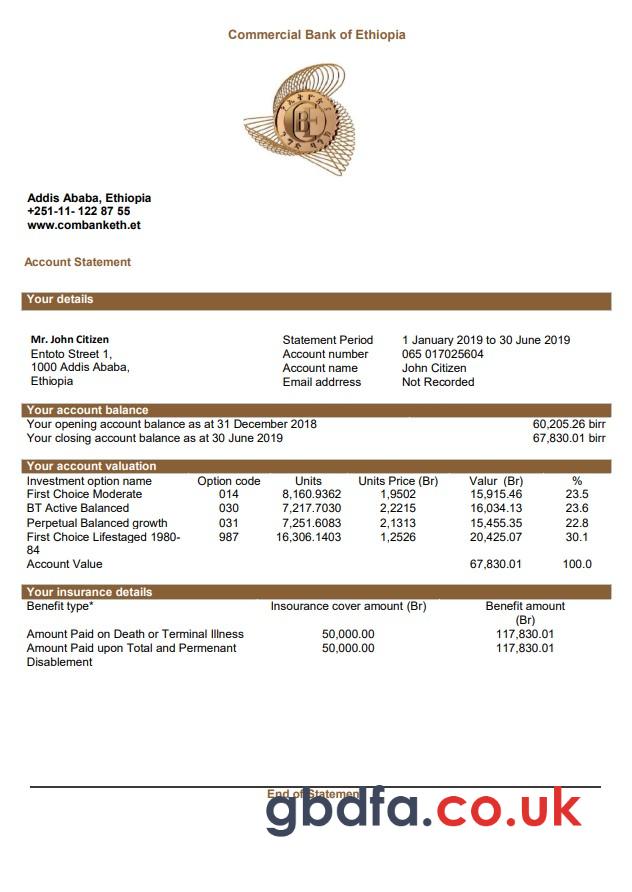 Commercial Bank of Ethiopia
Addis Ababa, Ethiopia
+251-11- 122 87 55
www.combanketh.et
Account Statement
Your details
Mr. John Citizen
Entoto Street 1,
1000 Addis Ababa,
Ethiopia
Statement Period 1 January 2019 to 30 June 2019
Account number 065 017025604
Account name John Citizen
Email adrress Not Recorded
Your account balance
Your opening account balance as at 31 December 2018 60,205.26 birr
Your closing account balance as at 30 June 2019 67,830.01 birr
Your account valuation
Investment option name Option code Units Units Price (Br) Valur (Br) %
First Choice Moderate 014 8,160.9362 1,9502 15,915.46 23.5
BT Active Balanced 030 7,217.7030 2,2215 16,034.13 23.6
Perpetual Balanced growth 031 7,251.6083 2,1313 15,455.35 22.8
First Choice Lifestaged 1980- 987 16,306.1403 1,2526 20,425.07 30.1
84
Account Value 67,830.01 100.0
Your insurance details
Benefit type* Insourance cover amount (Br) Benefit amount
(Br)
Amount Paid on Death or Terminal Illness 50,000.00 117,830.01
Amount Paid upon Total and Permenant 50,000.00 117,830.01
Disablement
End of Statement
gbdfa.co.uk